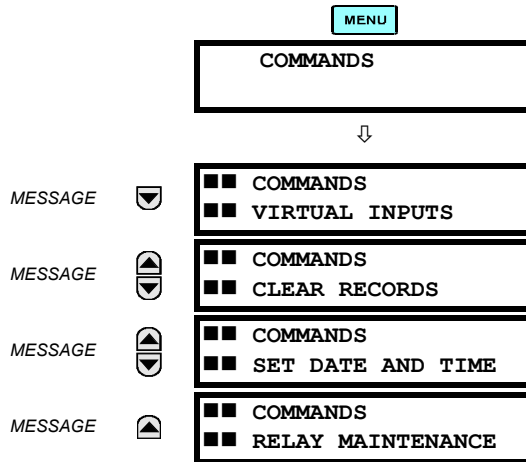 MENU
COMMANDS
■■ COMMANDS
MESSAGE ■■ VIRTUAL INPUTS
■■ COMMANDS
MESSAGE ■■ CLEAR RECORDS
■■ COMMANDS
MESSAGE ■■ SET DATE AND TIME
■■ COMMANDS
MESSAGE ■■ RELAY MAINTENANCE